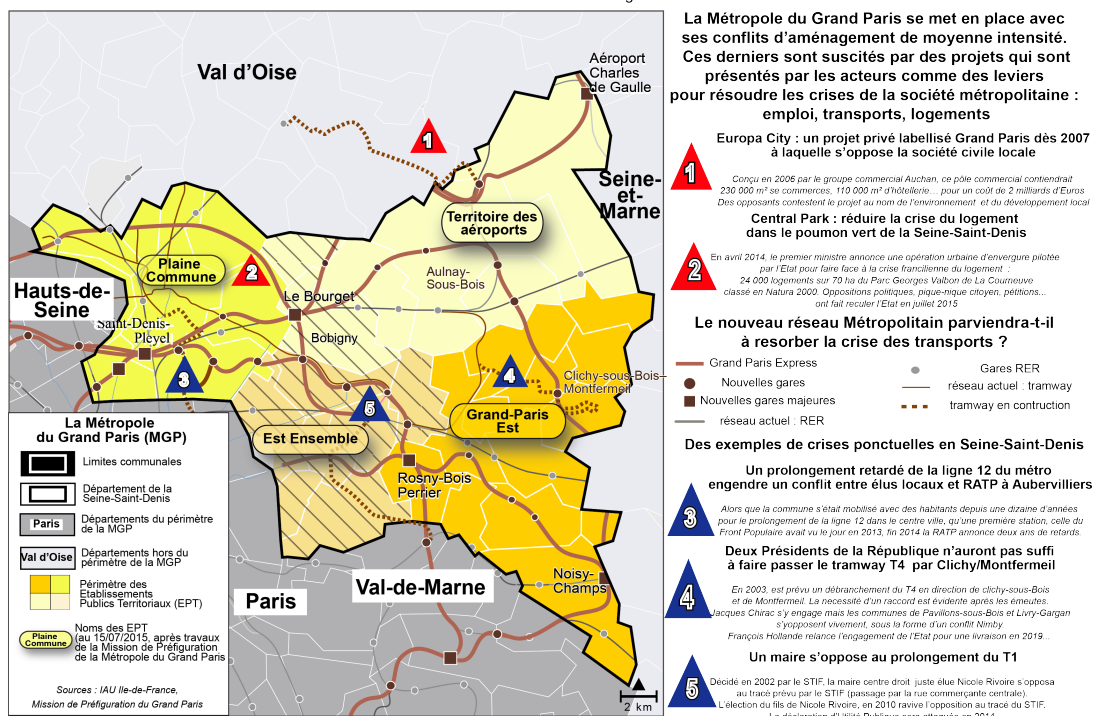 Val d'Oise
Aéroport
Charles
de Gaulle
Seine-
et-
Marne
Territoire des
aéroports
Plaine
Commune
Aulnay-
Sous-Bois
Hauts-de-
Seine
Le Bourget
Saint-Denis-
Pleyel
Bobigny
Clichy-sous-Bois-
Montfermeil
Grand-Paris
Est
Est Ensemble
Rosny-Bois
Perrier
Noisy-
Champs
Val-de-Marne
Paris
1
2
3
4
5
2 km
La Métropole
du Grand Paris (MGP)
Limites communales
Département de la
Seine-Saint-Denis
Paris
Départements du périmètre
de la MGP
Val d'Oise
Départements hors du
périmètre de la MGP
Périmètre des
Etablissements
Publics Territoriaux (EPT)
Plaine
Commune
Noms des EPT
(au 15/07/2015, après travaux
de la Mission de Préfiguration
de la Métropole du Grand Paris
Sources : IAU Ile-de-France,
Mission de Préfiguration du Grand Paris
La Métropole du Grand Paris se met en place avec
ses conflits d'aménagement de moyenne intensité.
Ces derniers sont suscités par des projets qui sont
présentés par les acteurs comme des leviers
pour résoudre les crises de la société métropolitaine :
emploi, transports, logements
1
Europa City : un projet privé labellisé Grand Paris dès 2007
à laquelle s'oppose la société civile locale
Conçu en 2006 par le groupe commercial Auchan, ce pôle commercial contiendrait
230 000 m² se commerces, 110 000 m² d'hôtellerie... pour un coût de 2 milliards d'Euros
Des opposants contestent le projet au nom de l'environnement et du développement local
2
Central Park : réduire la crise du logement
dans le poumon vert de la Seine-Saint-Denis
En avril 2014, le premier ministre annonce une opération urbaine d'envergure pilotée
par l'Etat pour faire face à la crise francilienne du logement :
24 000 logements sur 70 ha du Parc Georges Valbon de La Courneuve
classé en Natura 2000. Oppositions politiques, pique-nique citoyen, pétitions...
ont fait reculer l'Etat en juillet 2015
Le nouveau réseau Métropolitain parviendra-t-il
à resorber la crise des transports ?
Grand Paris Express
Nouvelles gares
Nouvelles gares majeures
réseau actuel : RER
Gares RER
réseau actuel : tramway
tramway en contruction
Des exemples de crises ponctuelles en Seine-Saint-Denis
3
Un prolongement retardé de la ligne 12 du métro
engendre un conflit entre élus locaux et RATP à Aubervilliers
Alors que la commune s'était mobilisé avec des habitants depuis une dizaine d'années
pour le prolongement de la ligne 12 dans le centre ville, qu'une première station, celle du
Front Populaire avait vu le jour en 2013, fin 2014 la RATP annonce deux ans de retards.
4
Deux Présidents de la République n'auront pas suffi
à faire passer le tramway T4 par Clichy/Montfermeil
En 2003, est prévu un débranchement du T4 en direction de clichy-sous-Bois
et de Montfermeil. La necessité d'un raccord est évidente après les émeutes.
Jacques Chirac s'y engage mais les communes de Pavillons-sous-Bois et Livry-Gargan
s'yopposent vivement, sous la forme d'un conflit Nimby.
François Hollande relance l'engagement de l'Etat pour une livraison en 2019...
5
Un maire s'oppose au prolongement du T1
Décidé en 2002 par le STIF, la maire centre droit juste élue Nicole Rivoire s'opposa
au tracé prévu par le STIF (passage par la rue commerçante centrale).
L'élection du fils de Nicole Rivoire, en 2010 ravive l'opposition au tracé du STIF.
La déclaration d'Utilité Publique sera attaquée en 2014